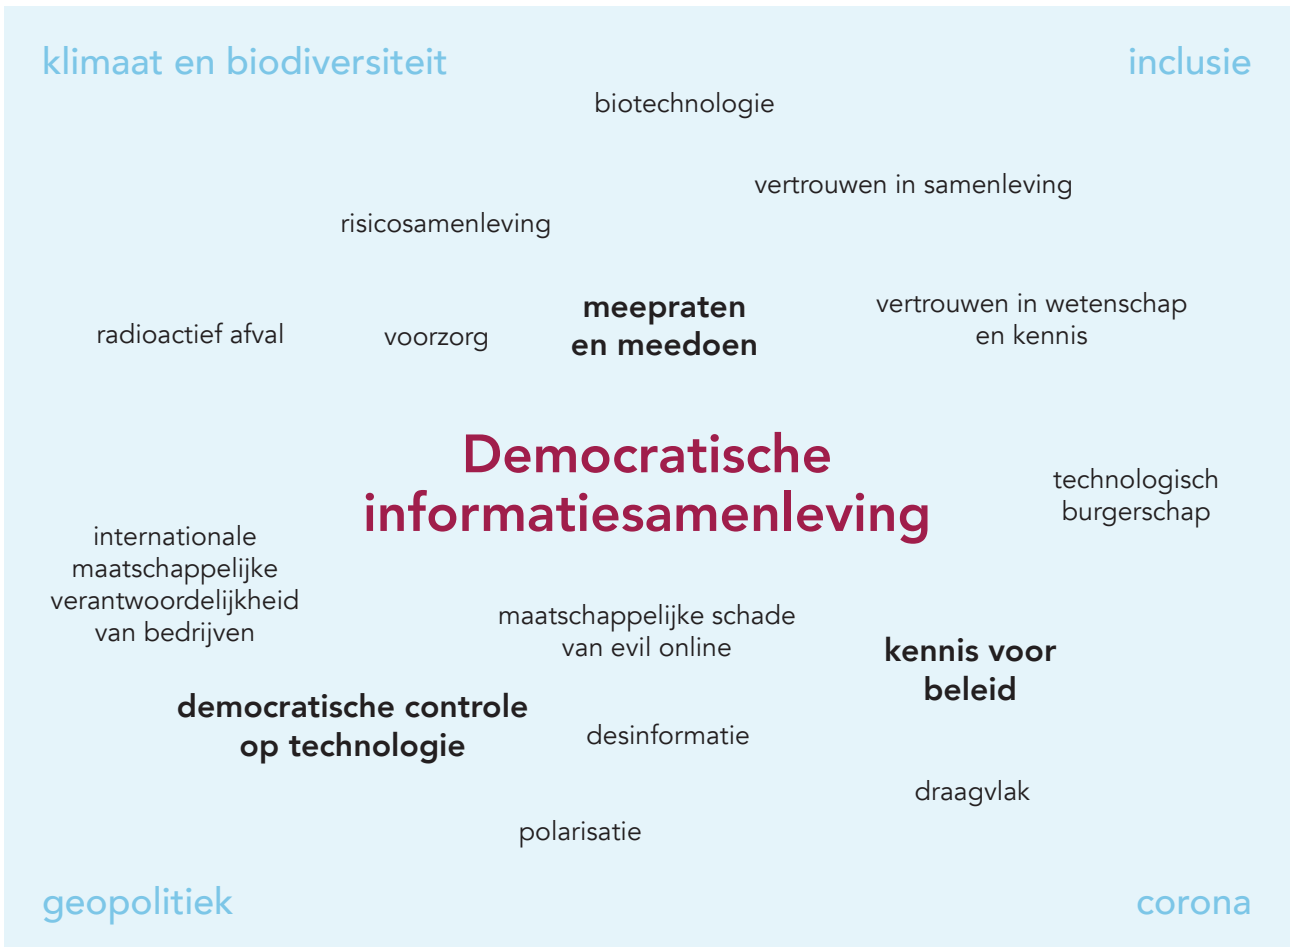 klimaat en biodiversiteit
inclusie
biotechnologie
vertrouwen in samenleving
risicosamenleving
meepraten
en meedoen
vertrouwen in wetenschap
en kennis
radioactief afval
voorzorg
Democratische
informatiesamenleving
technologisch
burgerschap
internationale
maatschappelijke
verantwoordelijkheid
van bedrijven
maatschappelijke schade
van evil online
kennis voor
beleid
democratische controle
op technologie
desinformatie
draagvlak
polarisatie
geopolitiek
corona